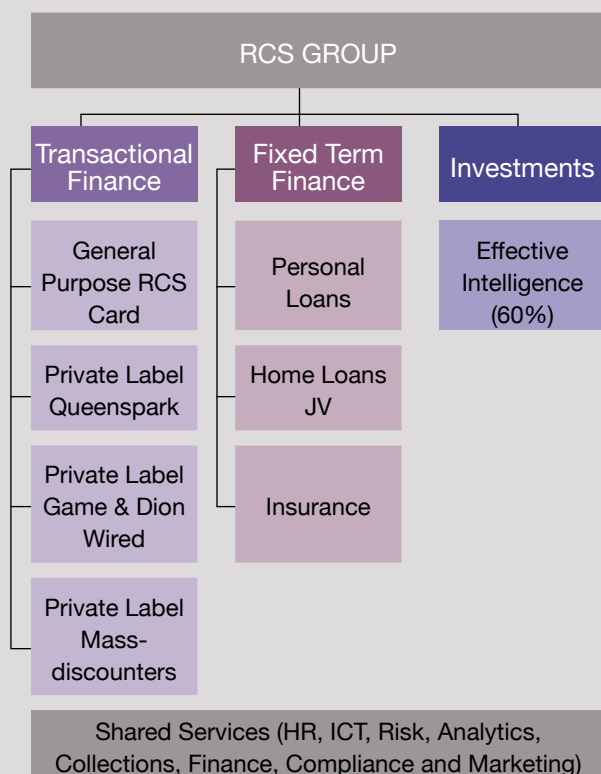 RCS GROUP
Transactional
Finance
Fixed Term
Finance
Investments
General
Purpose RCS
Card
Personal
Loans
Effective
Intelligence
(60%)
Private Label
Queenspark
Home Loans
JV
Private Label
Game & Dion
Wired
Insurance
Private Label
Mass-
discounters
Shared Services (HR, ICT, Risk, Analytics,
Collections, Finance, Compliance and Marketing)